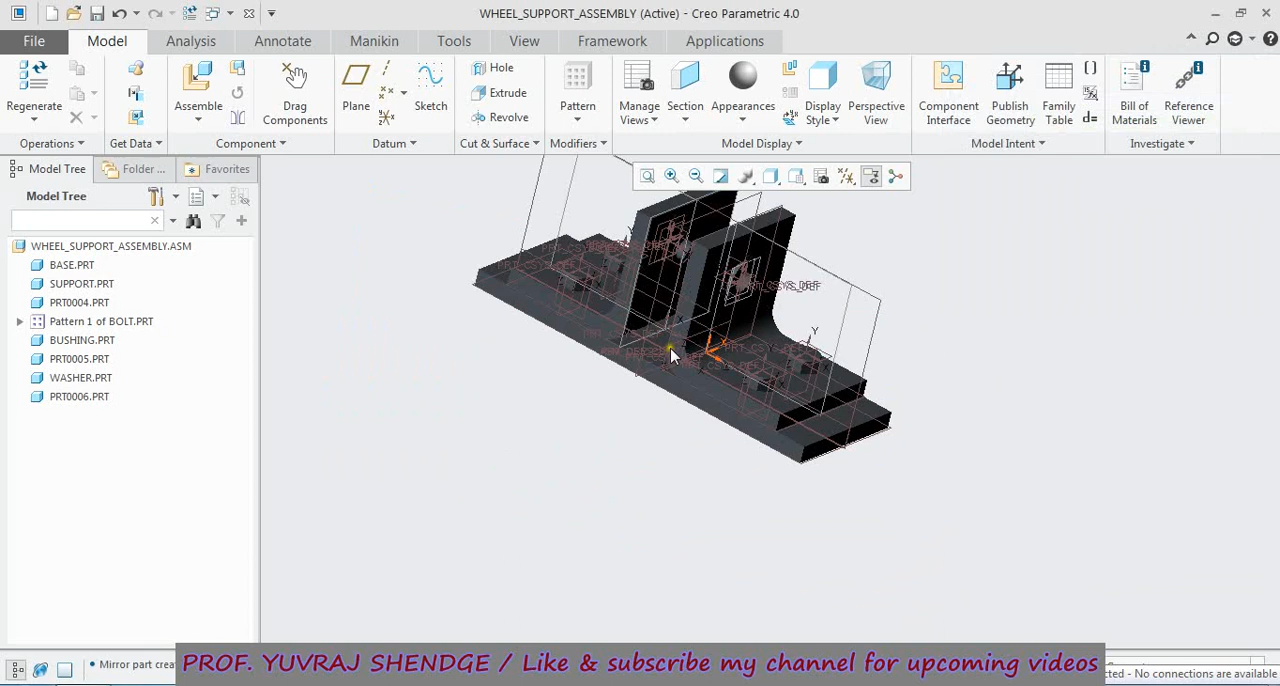 WHEEL_SUPPORT_ASSEMBLY (Active) - Creo Parametric 4.0
File Model Analysis Annotate Manikin Tools View Framework Applications
Regenerate Assemble Drag Components Plane Sketch Hole Extrude Revolve Pattern Manage Views Section Appearances Display Style Perspective View Component Interface Publish Geometry Family Table d= Bill of Materials Reference Viewer
Operations Get Data Component Datum Cut & Surface Modifiers Model Display Model Intent Investigate
Model Tree Folder ... Favorites
Model Tree
WHEEL_SUPPORT_ASSEMBLY.ASM
BASE.PRT
SUPPORT.PRT
PRT0004.PRT
Pattern 1 of BOLT.PRT
BUSHING.PRT
PRT0005.PRT
WASHER.PRT
PRT0006.PRT
Y
PRT_CSYS_DEF
Y
PRT_CSYS_DEF
Mirror part crea
PROF. YUVRAJ SHENDGE / Like & subscribe my channel for upcoming videos
cted - No connections are available